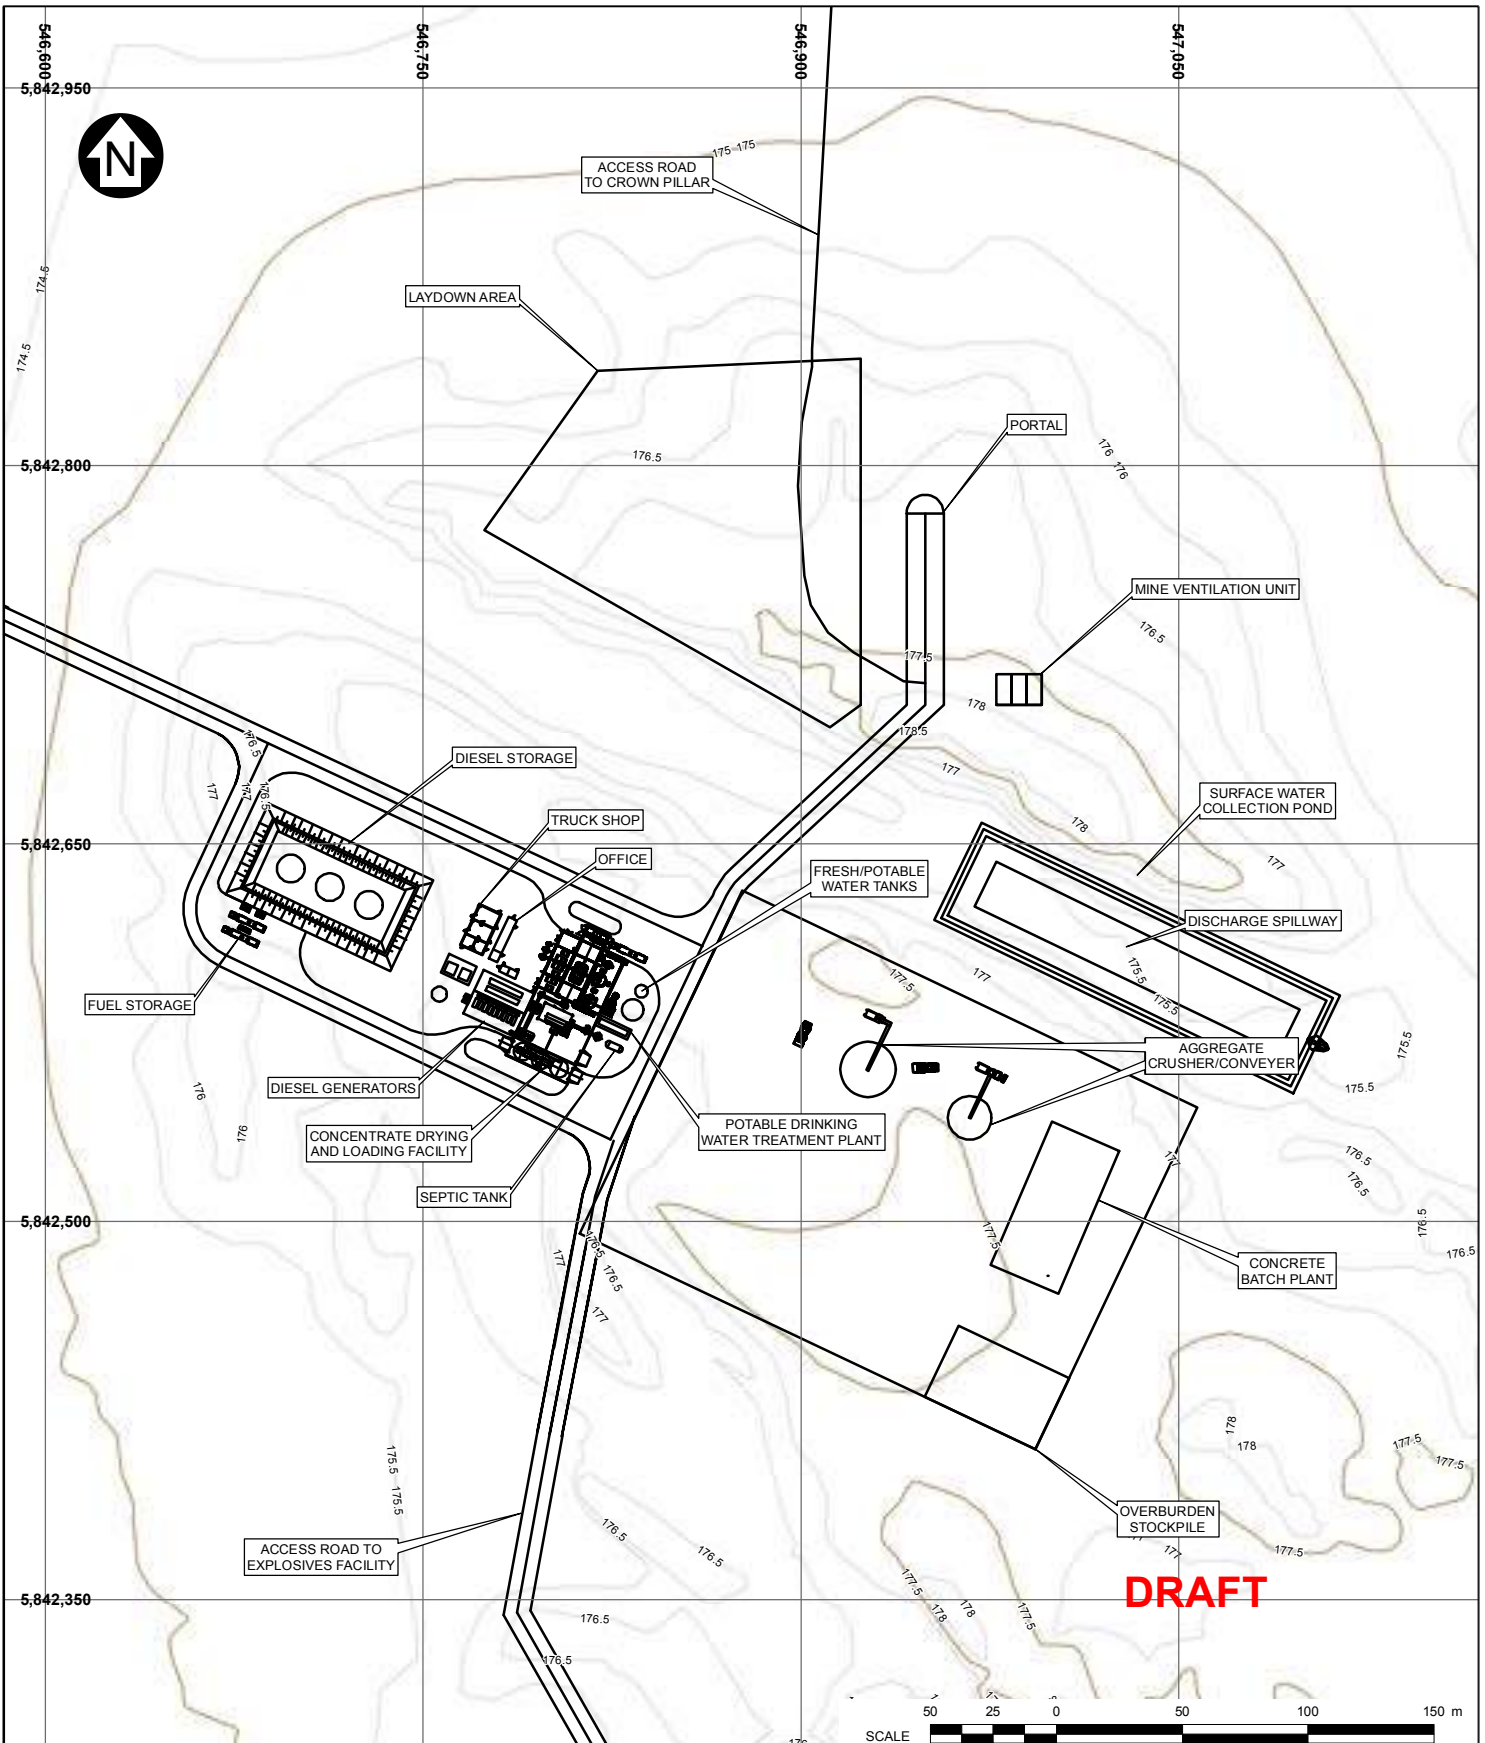 546,600
546,750
546,900
547,050
5,842,950
N
175 175
ACCESS ROAD
TO CROWN PILLAR
174.5
LAYDOWN AREA
174.5
PORTAL
176 176
176.5
5,842,800
MINE VENTILATION UNIT
176.5
177.5
178
178.5
176.5
DIESEL STORAGE
177
177
177
176.5
SURFACE WATER
COLLECTION POND
TRUCK SHOP
178
5,842,650
OFFICE
177
FRESH/POTABLE
WATER TANKS
DISCHARGE SPILLWAY
177.5
177
175.5
175.5
FUEL STORAGE
175.5
AGGREGATE
CRUSHER/CONVEYER
DIESEL GENERATORS
175.5
176
176
CONCENTRATE DRYING
AND LOADING FACILITY
POTABLE DRINKING
WATER TREATMENT PLANT
177
176.5
176.5
SEPTIC TANK
5,842,500
176.5
177.5
176.5
177
176.5
176.5
177
CONCRETE
BATCH PLANT
178
178
177.5
177.5
175.5 175.5
OVERBURDEN
STOCKPILE
176.5
176.5
177
177.5
ACCESS ROAD TO
EXPLOSIVES FACILITY
DRAFT
177.5
178
178
177.5
5,842,350
176.5
176.5
50 25 0 50 100 150 m
SCALE